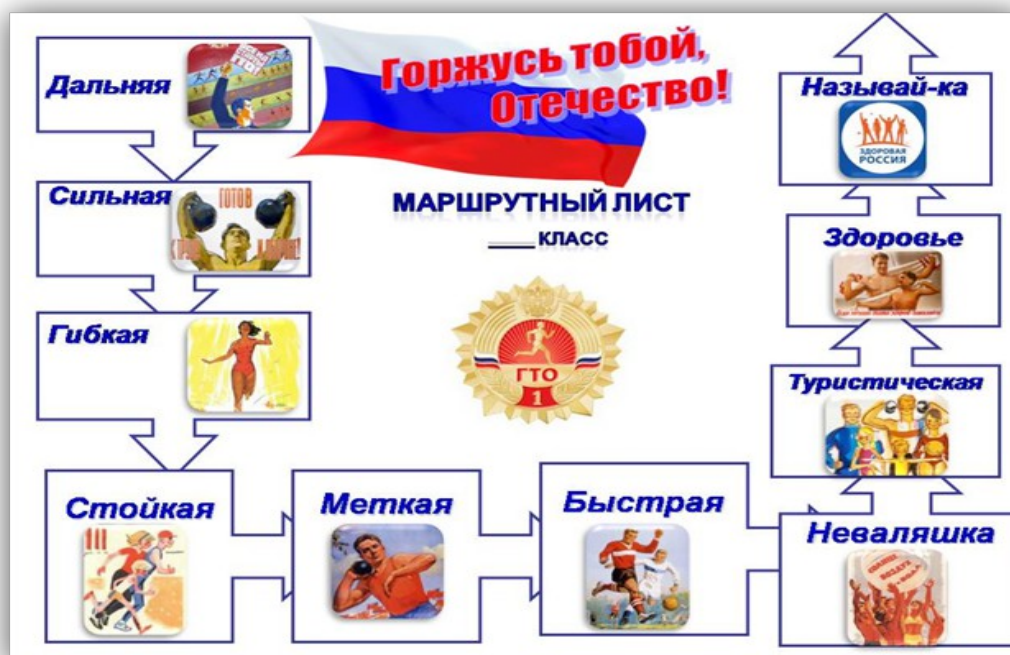 Горжусь тобой,
Отечество!
МАРШРУТНЫЙ ЛИСТ
____ КЛАСС
ГТО
1
Дальняя
Сильная
ГОТОВ
Гибкая
Стойкая
Меткая
Быстрая
Неваляшка
Туристическая
Здоровье
Называй-ка
ЗДОРОВАЯ
РОССИЯ